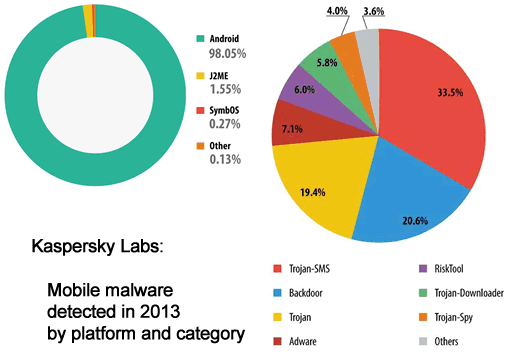 Android
98.05%
J2ME
1.55%
SymbOS
0.27%
Other
0.13%
4.0%
3.6%
5.8%
6.0%
7.1%
33.5%
19.4%
20.6%
Kaspersky Labs:
Mobile malware
detected in 2013
by platform and category
Trojan-SMS
Backdoor
Trojan
Adware
RiskTool
Trojan-Downloader
Trojan-Spy
Others